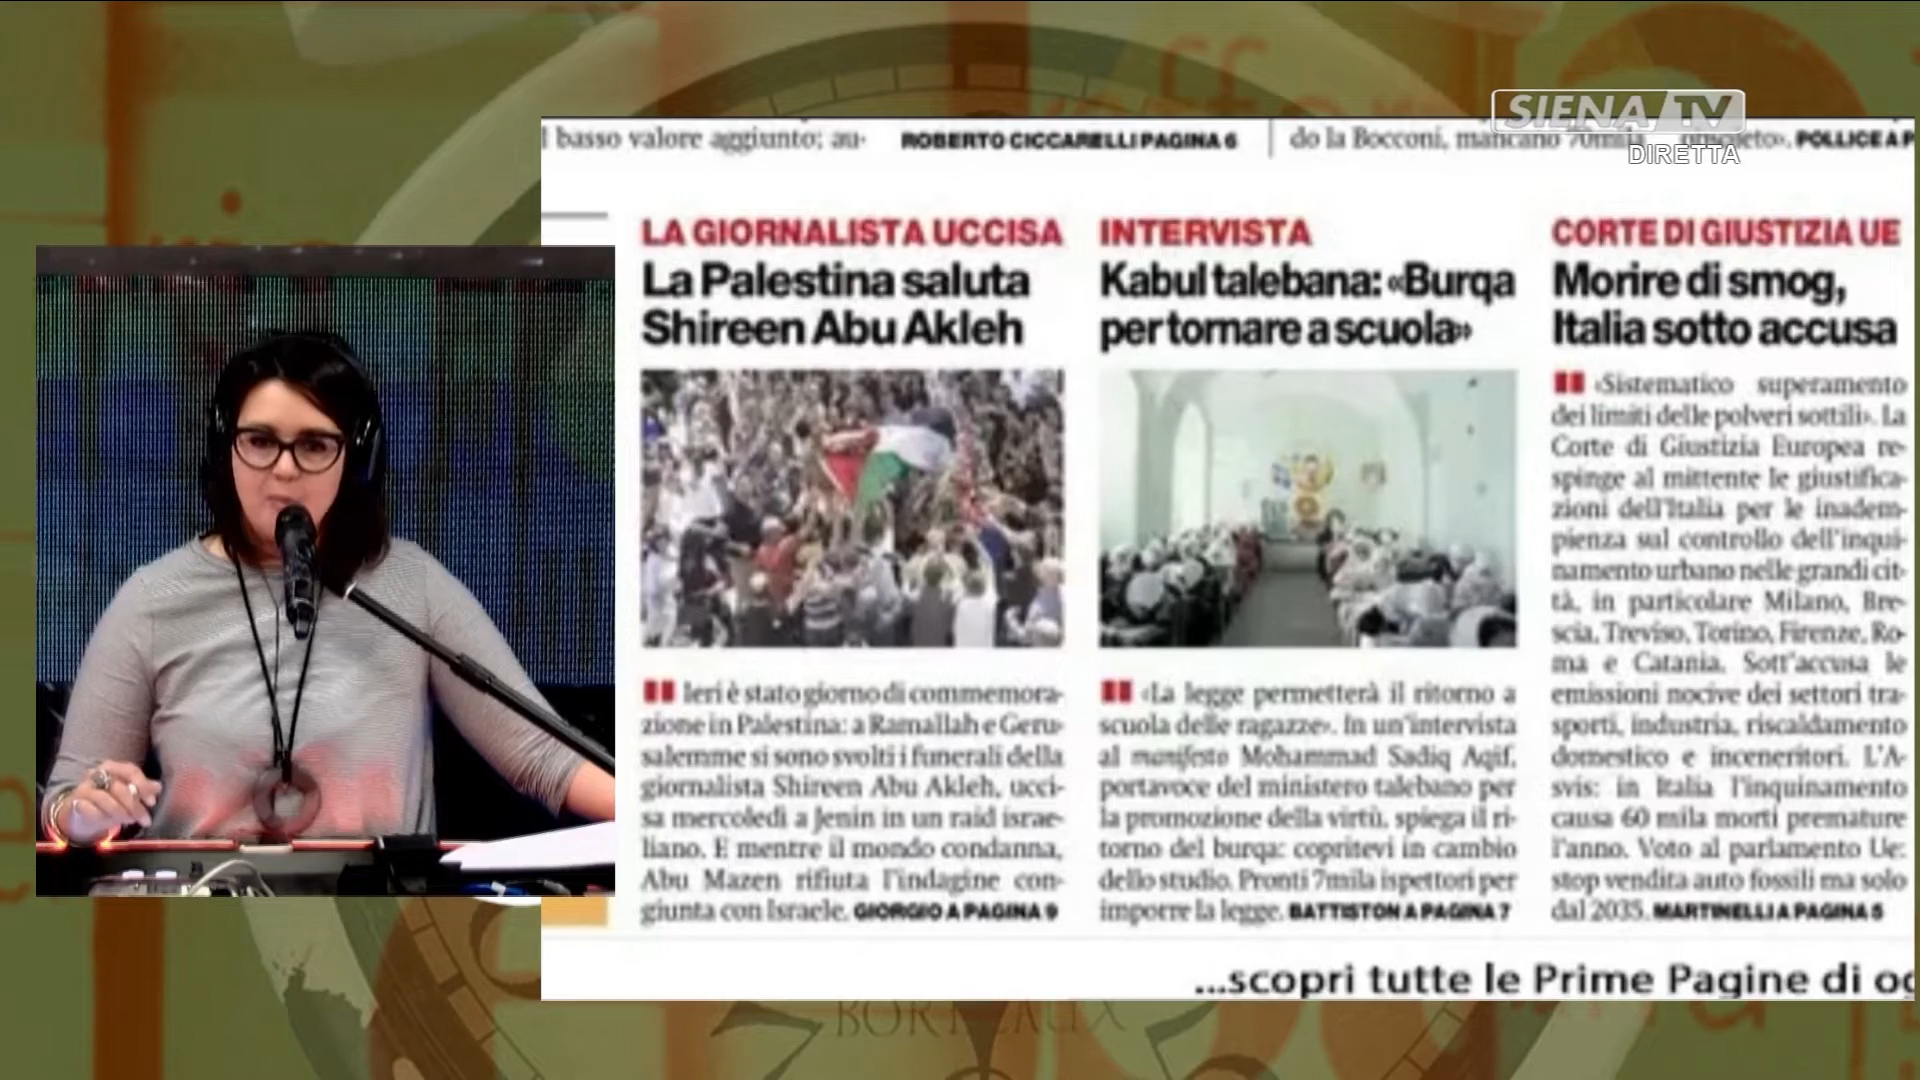 SIENA TV
DIRETTA
l basso valore aggiunto; au-
ROBERTO CICCARELLI PAGINA 6
do la Bocconi, mancano 70mila
POLLICE A P
LA GIORNALISTA UCCISA
La Palestina saluta
Shireen Abu Akleh
Ieri è stato giorno di commemora-
zione in Palestina: a Ramallah e Geru-
salemme si sono svolti i funerali della
giornalista Shireen Abu Akleh, ucci-
sa mercoledì a Jenin in un raid israe-
liano. E mentre il mondo condanna,
Abu Mazen rifiuta l'indagine con-
giunta con Israele. GIORGIO A PAGINA 9
INTERVISTA
Kabul talebana: «Burqa
per tornare a scuola»
«La legge permetterà il ritorno a
scuola delle ragazze». In un'intervista
al manifesto Mohammad Sadiq Aqif,
portavoce del ministero talebano per
la promozione della virtù, spiega il ri-
torno del burqa: copritevi in cambio
dello studio. Pronti 7mila ispettori per
imporre la legge. BATTISTON A PAGINA 7
CORTE DI GIUSTIZIA UE
Morire di smog,
Italia sotto accusa
«Sistematico superamento
dei limiti delle polveri sottili». La
Corte di Giustizia Europea re-
spinge al mittente le giustifica-
zioni dell'Italia per le inadem-
pienza sul controllo dell'inqui-
namento urbano nelle grandi cit-
tà, in particolare Milano, Bre-
scia, Treviso, Torino, Firenze, Ro-
ma e Catania. Sott'accusa le
emissioni nocive dei settori tra-
sporti, industria, riscaldamento
domestico e inceneritori. L'A-
svis: in Italia l'inquinamento
causa 60 mila morti premature
l'anno. Voto al parlamento Ue:
stop vendita auto fossili ma solo
dal 2035. MARTINELLI A PAGINA 5
...scopri tutte le Prime Pagine di og
BORDEAUX